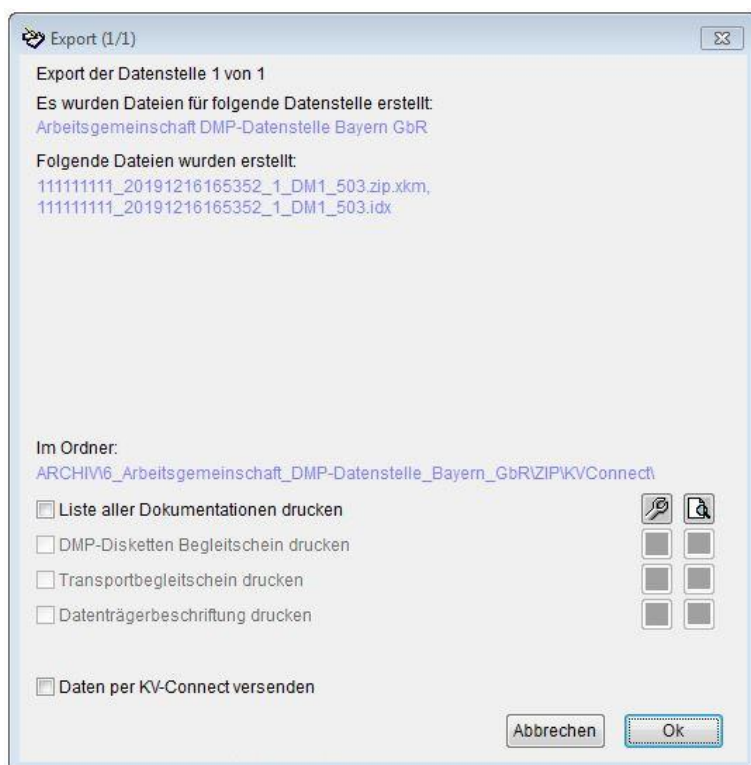 Export (1/1)
Export der Datenstelle 1 von 1
Es wurden Dateien für folgende Datenstelle erstellt:
Arbeitsgemeinschaft DMP-Datenstelle Bayern GbR
Folgende Dateien wurden erstellt:
111111111_20191216165352_1_DM1_503.zip.xkm,
111111111_20191216165352_1_DM1_503.idx
Im Ordner:
ARCHIV\6_Arbeitsgemeinschaft_DMP-Datenstelle_Bayern_GbR\ZIP\KVConnect\
Liste aller Dokumentationen drucken
DMP-Disketten Begleitschein drucken
Transportbegleitschein drucken
Datenträgerbeschriftung drucken
Daten per KV-Connect versenden
Abbrechen Ok